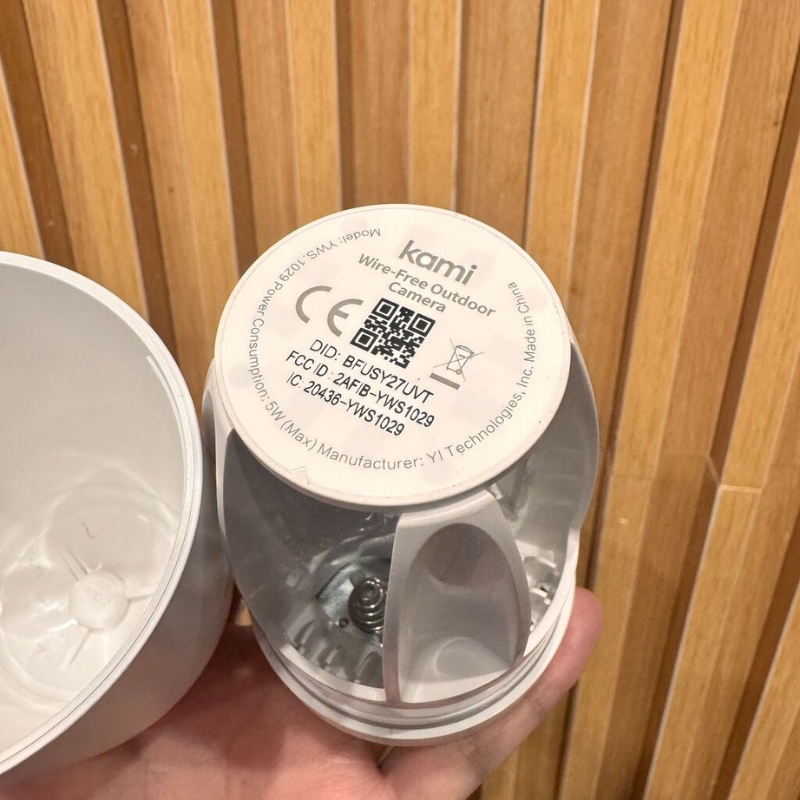 kami
Wire-Free Outdoor
Camera
CE
DID: BFUSY27UVT
FCC ID : 2AFIB-YWS1029
IC: 20436-YWS1029
Model: YWS.1029 Power Consumption: 5W (Max) Manufacturer: YI Technologies, Inc. Made in China